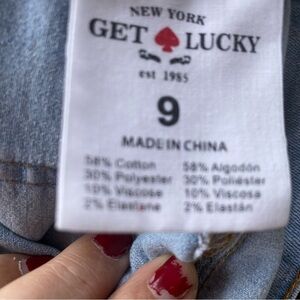 NEW YORK
GET LUCKY
est 1985
9
MADE IN CHINA
58% Cotton 58% Algodón
30% Polyester 30% Poliéster
10% Viscose 10% Viscosa
2% Elastane 2% Elastán